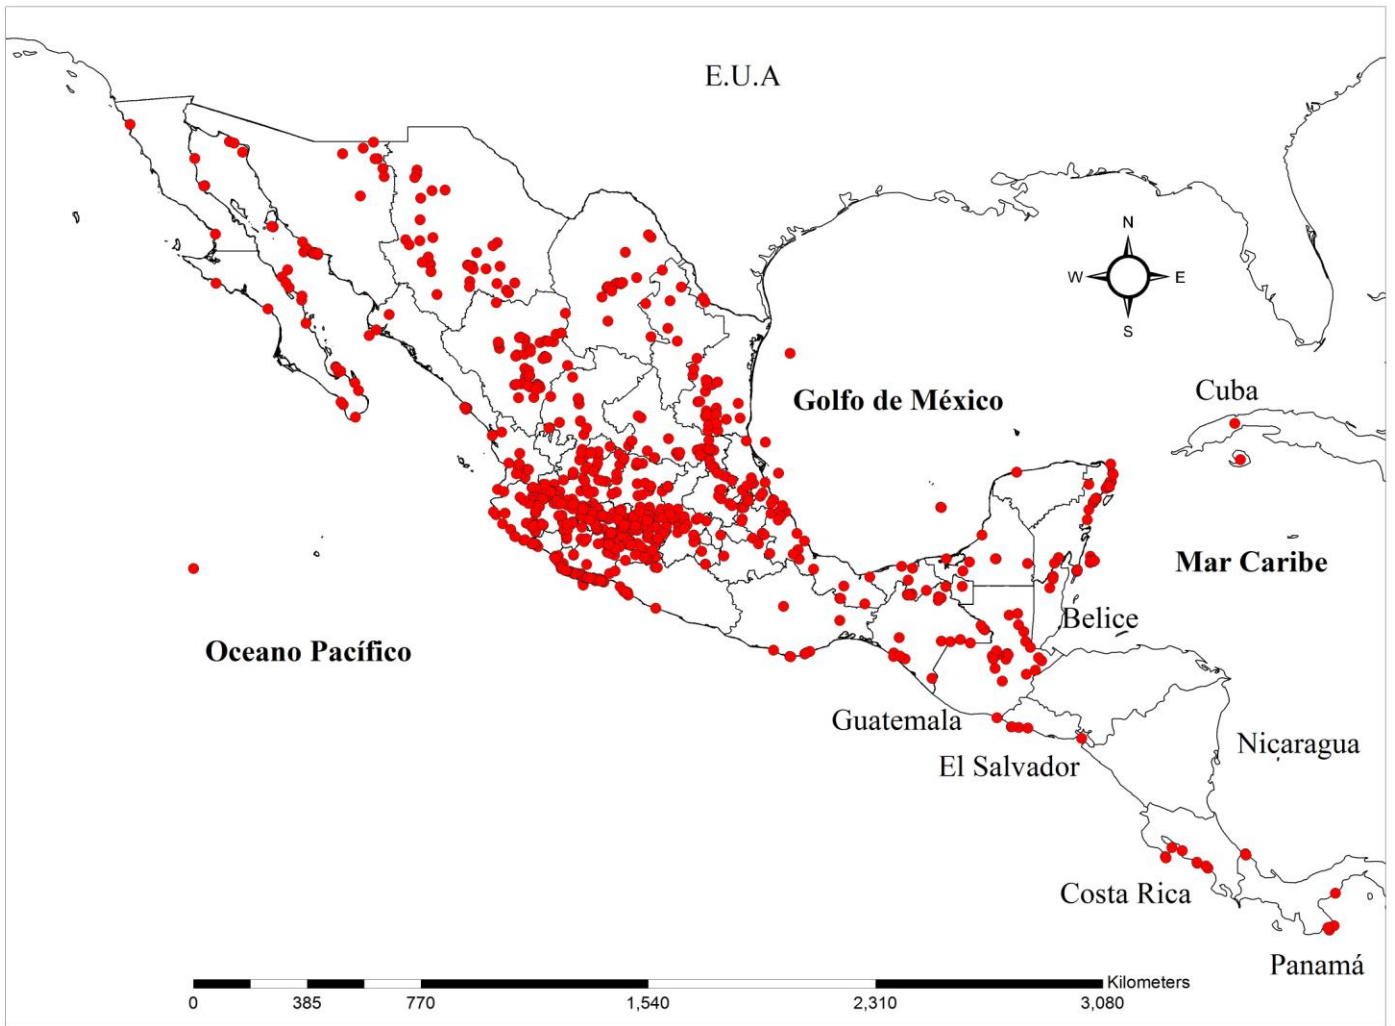 E.U.A
N
W E
S
Golfo de México
Cuba
Mar Caribe
Belice
Oceano Pacífico
Guatemala
Nicaragua
El Salvador
Costa Rica
Panamá
Kilometers
0 385 770 1,540 2,310 3,080